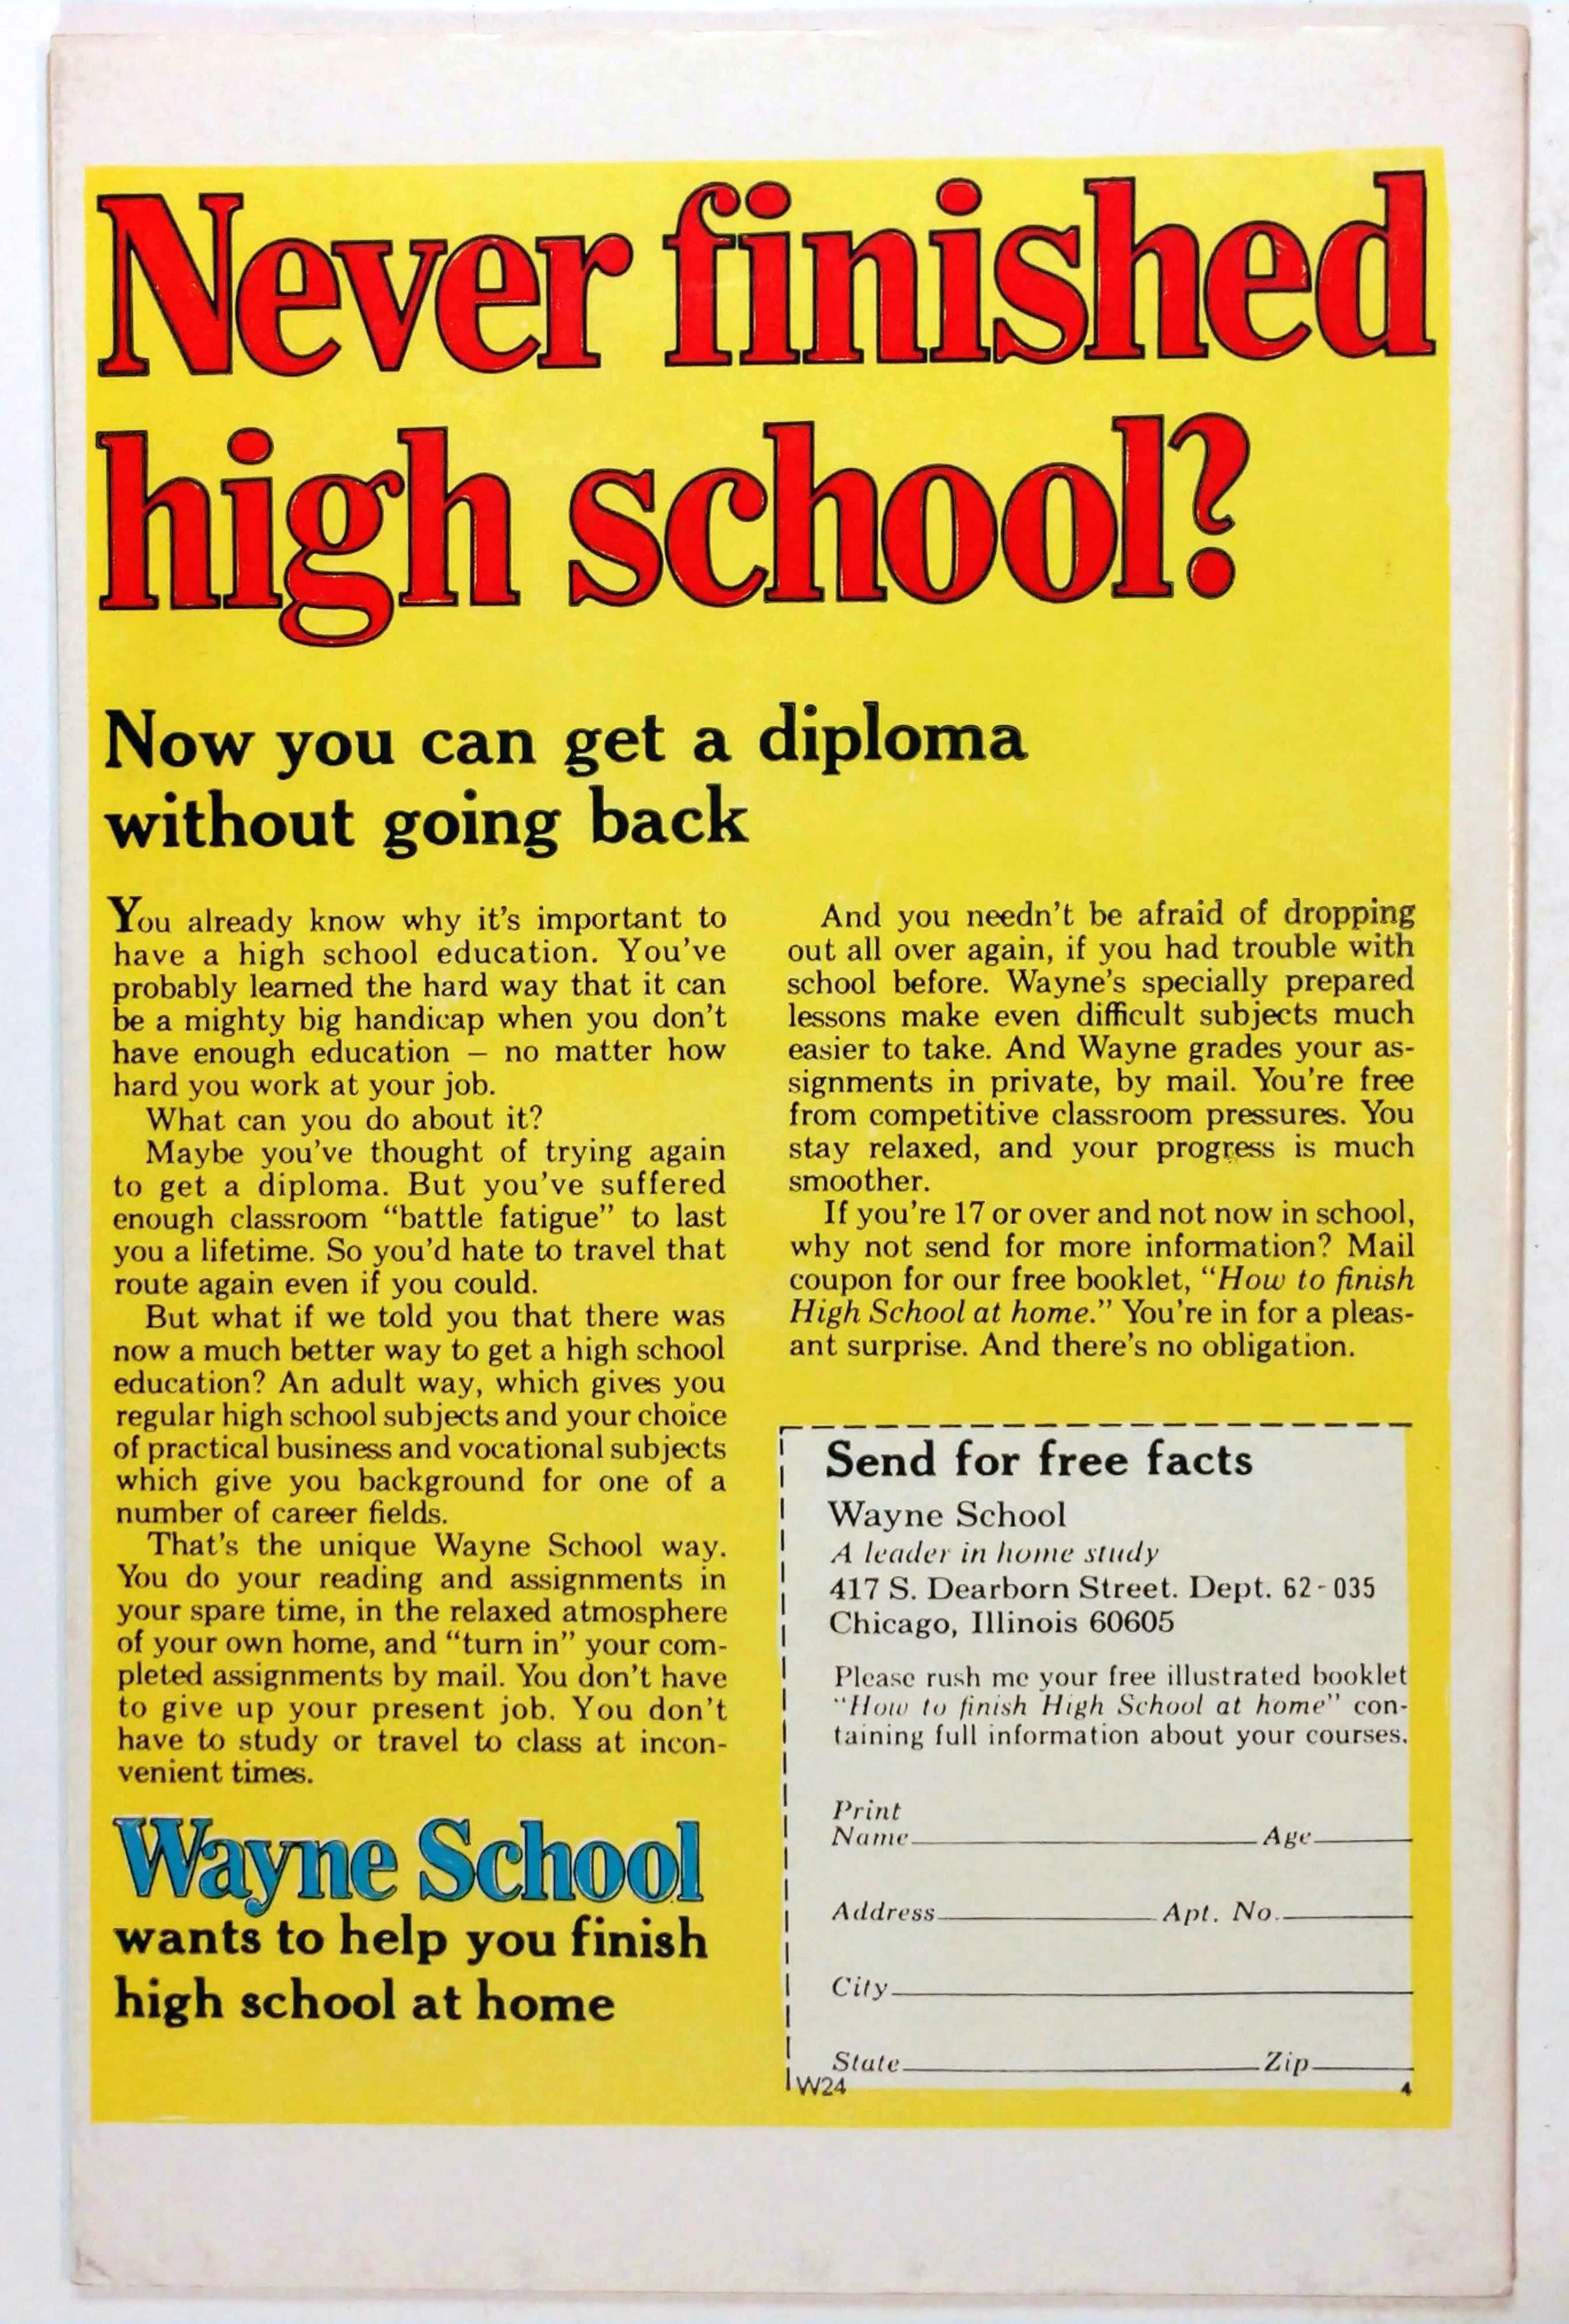 Never finished
high school?
Now you can get a diploma
without going back
You already know why it's important to
have a high school education. You've
probably learned the hard way that it can
be a mighty big handicap when you don't
have enough education – no matter how
hard you work at your job.
What can you do about it?
Maybe you've thought of trying again
to get a diploma. But you've suffered
enough classroom "battle fatigue" to last
you a lifetime. So you'd hate to travel that
route again even if you could.
But what if we told you that there was
now a much better way to get a high school
education? An adult way, which gives you
regular high school subjects and your choice
of practical business and vocational subjects
which give you background for one of a
number of career fields.
That's the unique Wayne School way.
You do your reading and assignments in
your spare time, in the relaxed atmosphere
of your own home, and "turn in" your com-
pleted assignments by mail. You don't have
to give up your present job. You don't
have to study or travel to class at incon-
venient times.
Wayne School
wants to help you finish
high school at home
And you needn't be afraid of dropping
out all over again, if you had trouble with
school before. Wayne's specially prepared
lessons make even difficult subjects much
easier to take. And Wayne grades your as-
signments in private, by mail. You're free
from competitive classroom pressures. You
stay relaxed, and your progress is much
smoother.
If you're 17 or over and not now in school,
why not send for more information? Mail
coupon for our free booklet, "How to finish
High School at home." You're in for a pleas-
ant surprise. And there's no obligation.
Send for free facts
Wayne School
A leader in home study
417 S. Dearborn Street. Dept. 62-035
Chicago, Illinois 60605
Please rush me your free illustrated booklet
"How to finish High School at home" con-
taining full information about your courses.
Print
Name Age
Address Apt. No.
City
State Zip
W24 4